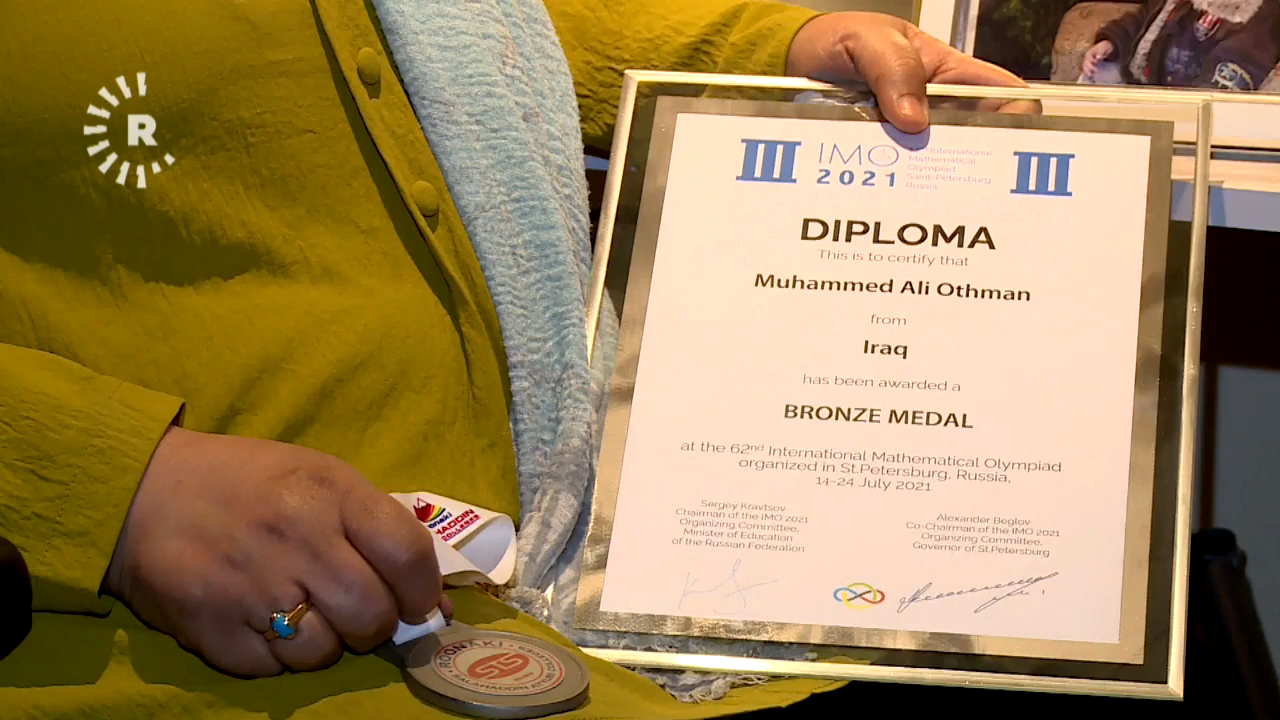 R
III
IMO
2021
International
Mathematical
Olympiad
Saint-Petersburg
Russia
III
DIPLOMA
This is to certify that
Muhammed Ali Othman
from
Iraq
has been awarded a
BRONZE MEDAL
at the 62nd International Mathematical Olympiad
organized in St.Petersburg, Russia,
14-24 July 2021
Sergey Kravtsov
Chairman of the IMO 2021
Organizing Committee,
Minister of Education
of the Russian Federation
Alexander Beglov
Co-Chairman of the IMO 2021
Organizing Committee,
Governor of St.Petersburg
ROONAKI